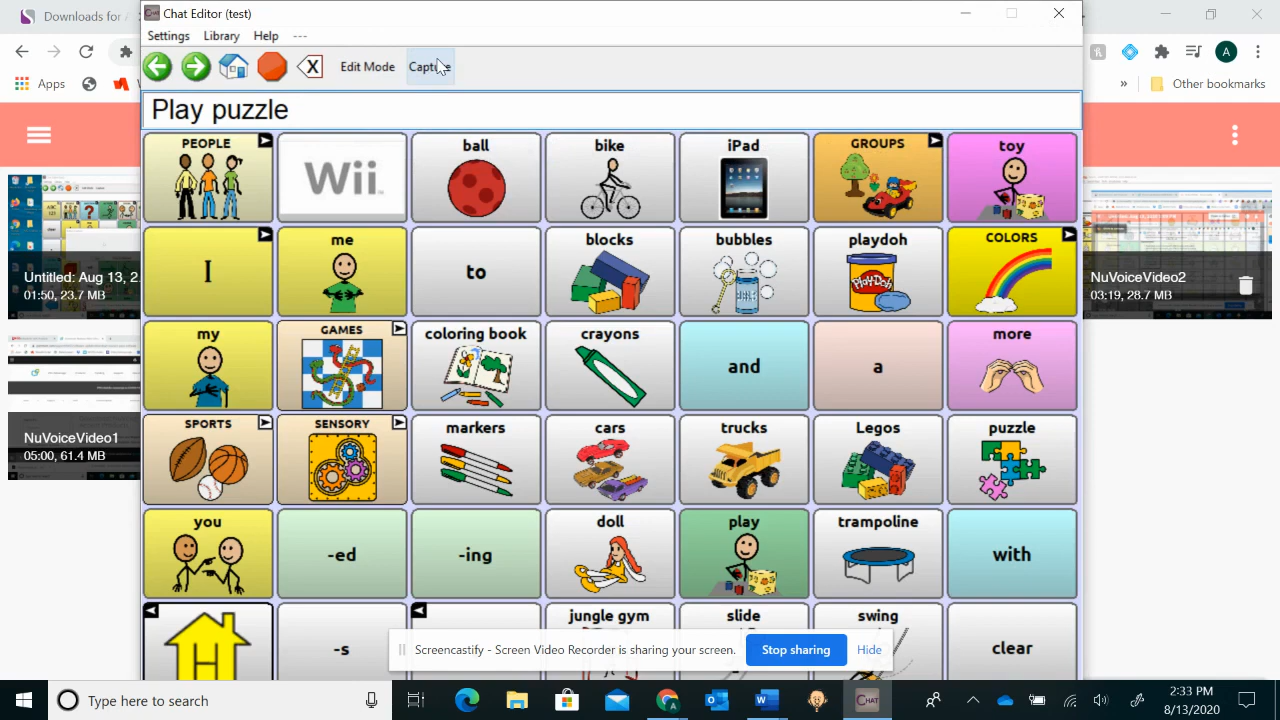 Downloads for
Chat Editor (test)
Settings Library Help ---
X Edit Mode Capture
A
Apps
» Other bookmarks
Play puzzle
PEOPLE
Wii
ball
bike
iPad
GROUPS
toy
I
me
to
blocks
bubbles
playdoh
Play-Doh
COLORS
my
GAMES
coloring book
crayons
and
a
more
SPORTS
SENSORY
markers
cars
trucks
Legos
puzzle
you
-ed
-ing
doll
play
trampoline
with
H
-s
jungle gym
slide
swing
clear
Untitled: Aug 13, 2
01:50, 23.7 MB
NuVoiceVideo1
05:00, 61.4 MB
NuVoiceVideo2
03:19, 28.7 MB
Screencastify - Screen Video Recorder is sharing your screen. Stop sharing Hide
Type here to search
CHAT
2:33 PM
8/13/2020